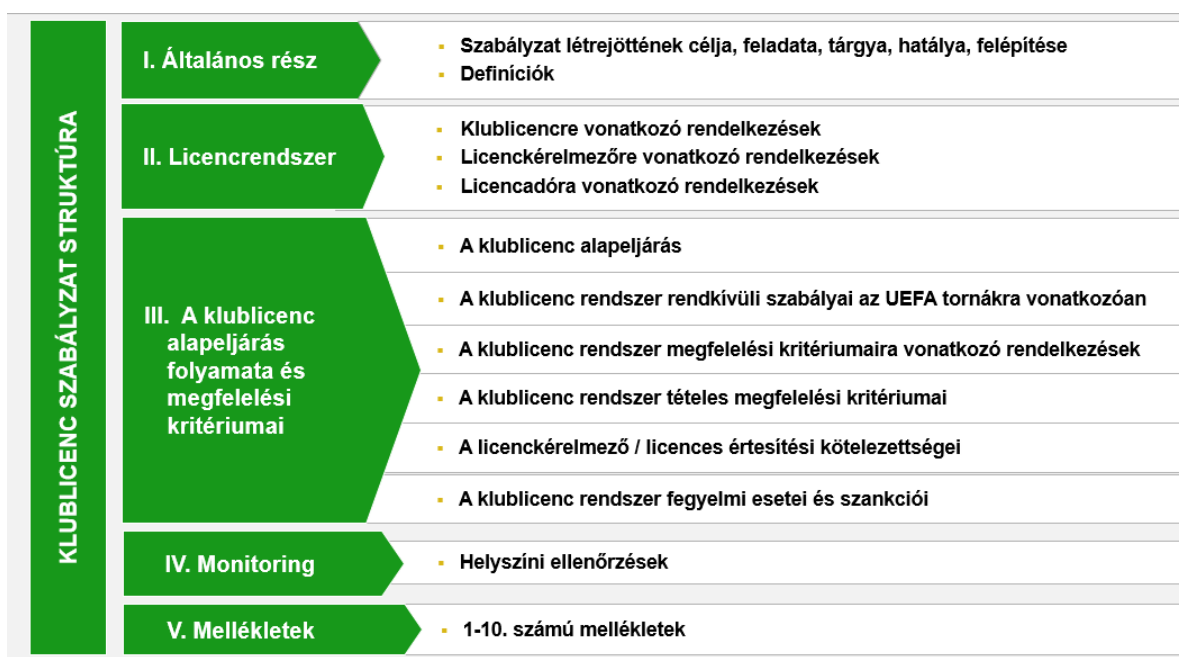 KLUBLICENC SZABÁLYZAT STRUKTÚRA
I. Általános rész
▪ Szabályzat létrejöttének célja, feladata, tárgya, hatálya, felépítése
▪ Definíciók
II. Licencrendszer
▪ Klublicencre vonatkozó rendelkezések
▪ Licenckérelmezőre vonatkozó rendelkezések
▪ Licencadóra vonatkozó rendelkezések
III. A klublicenc
alapeljárás
folyamata és
megfelelési
kritériumai
▪ A klublicenc alapeljárás
▪ A klublicenc rendszer rendkívüli szabályai az UEFA tornákra vonatkozóan
▪ A klublicenc rendszer megfelelési kritériumaira vonatkozó rendelkezések
▪ A klublicenc rendszer tételes megfelelési kritériumai
▪ A licenckérelmező / licences értesítési kötelezettségei
▪ A klublicenc rendszer fegyelmi esetei és szankciói
IV. Monitoring
▪ Helyszíni ellenőrzések
V. Mellékletek
▪ 1-10. számú mellékletek